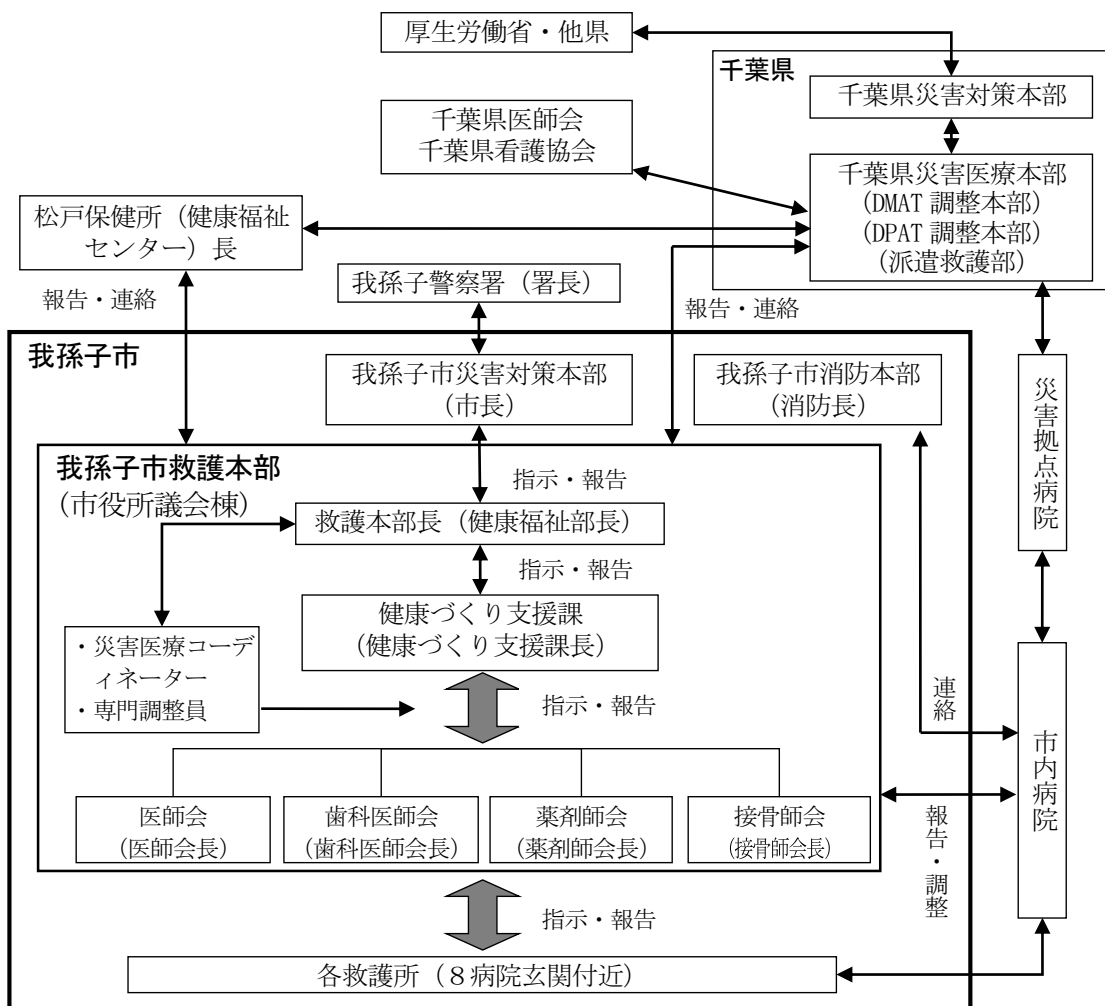 厚生労働省・他県
千葉県
千葉県災害対策本部
千葉県医師会
千葉県看護協会
千葉県災害医療本部
(DMAT 調整本部)
(DPAT 調整本部)
(派遣救護部)
松戸保健所（健康福祉
センター）長
報告・連絡
我孫子警察署（署長）
報告・連絡
我孫子市
我孫子市災害対策本部
(市長)
我孫子市消防本部
(消防長)
災害拠点病院
我孫子市救護本部
(市役所議会棟)
指示・報告
救護本部長（健康福祉部長）
指示・報告
健康づくり支援課
(健康づくり支援課長)
・災害医療コーデ
ィネーター
・専門調整員
指示・報告
連絡
市内病院
医師会
(医師会長)
歯科医師会
(歯科医師会長)
薬剤師会
(薬剤師会長)
接骨師会
(接骨師会長)
報告・調整
指示・報告
各救護所（８病院玄関付近）